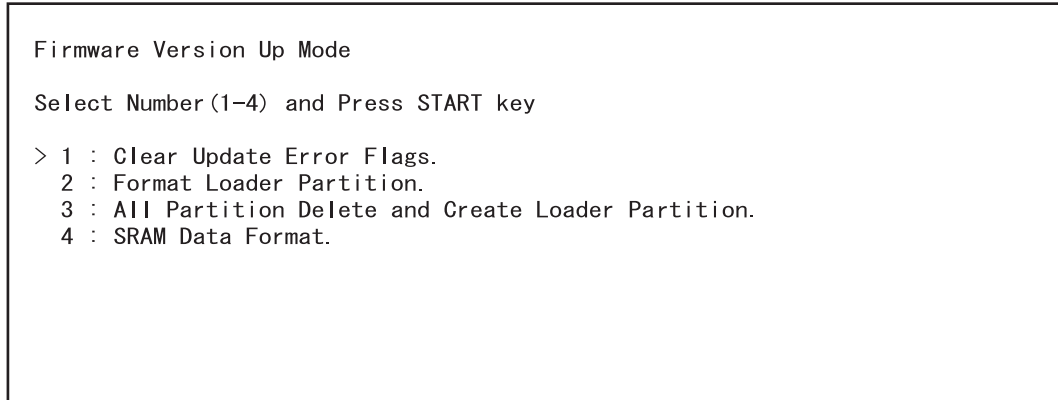 Firmware Version Up Mode
Select Number(1-4) and Press START key
> 1 : Clear Update Error Flags.
2 : Format Loader Partition.
3 : All Partition Delete and Create Loader Partition.
4 : SRAM Data Format.